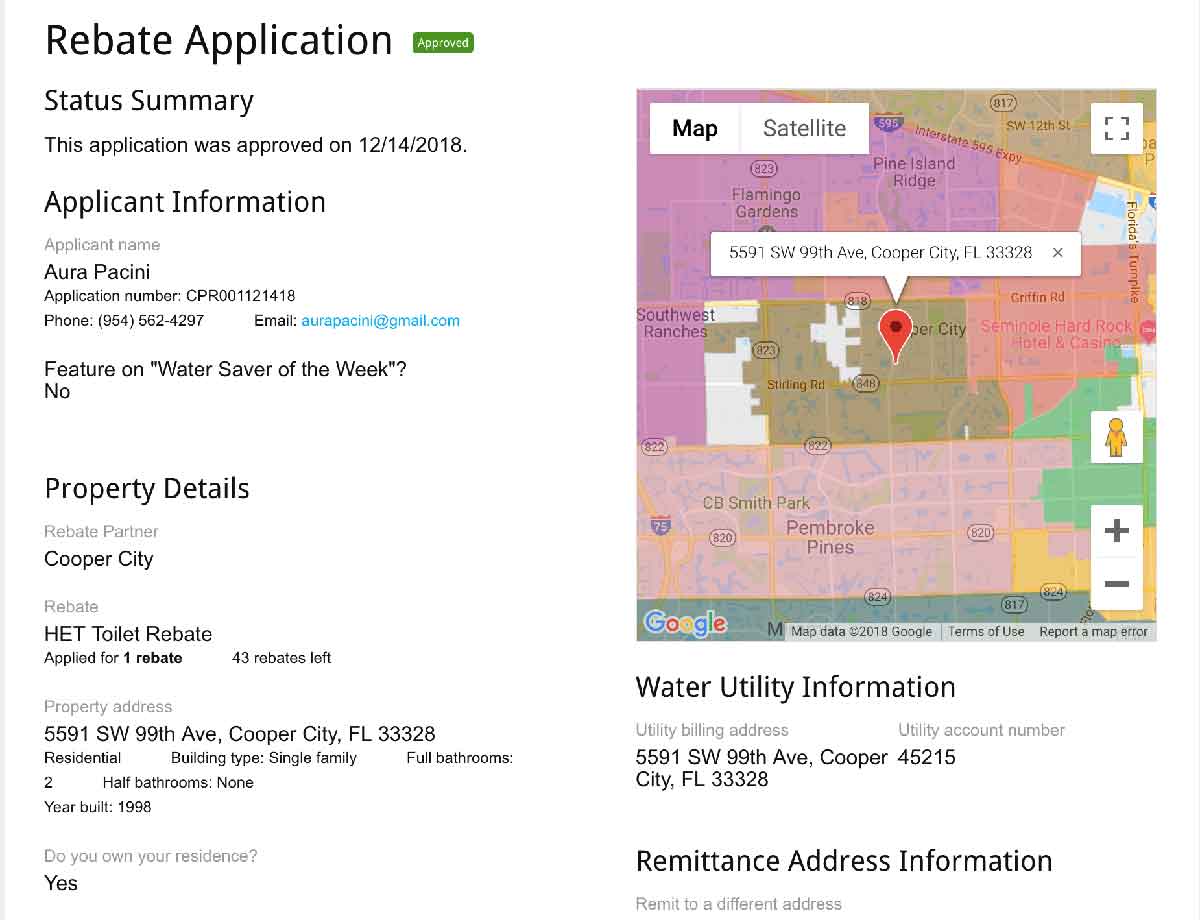 Rebate Application Approved
Status Summary
This application was approved on 12/14/2018.
Applicant Information
Applicant name
Aura Pacini
Application number: CPR001121418
Phone: (954) 562-4297 Email: aurapacini@gmail.com
Feature on "Water Saver of the Week"?
No
Property Details
Rebate Partner
Cooper City
Rebate
HET Toilet Rebate
Applied for 1 rebate 43 rebates left
Property address
5591 SW 99th Ave, Cooper City, FL 33328
Residential Building type: Single family Full bathrooms:
2 Half bathrooms: None
Year built: 1998
Do you own your residence?
Yes
Map Satellite
817
595
SW 12th St
Interstate 595 Expy
823
Pine Island
Ridge
Flamingo
Gardens
Florida's Turnpike
5591 SW 99th Ave, Cooper City, FL 33328 ×
818
Griffin Rd
Southwest
Ranches
per City
Seminole Hard Rock
Hotel & Casino
823
Stirling Rd
848
822
822
CB Smith Park
75
820
Pembroke
Pines
820
+
−
824
817
824
Google
M
Map data ©2018 Google Terms of Use Report a map error
Water Utility Information
Utility billing address Utility account number
5591 SW 99th Ave, Cooper 45215
City, FL 33328
Remittance Address Information
Remit to a different address